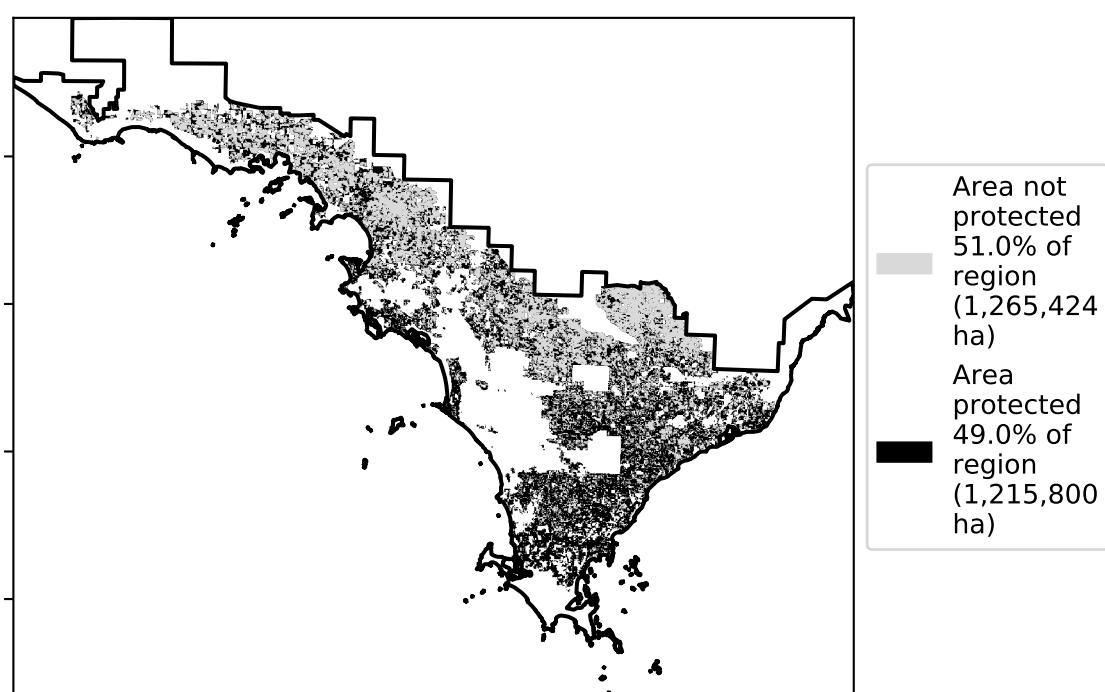 Area not
protected
51.0% of
region
(1,265,424
ha)
Area
protected
49.0% of
region
(1,215,800
ha)